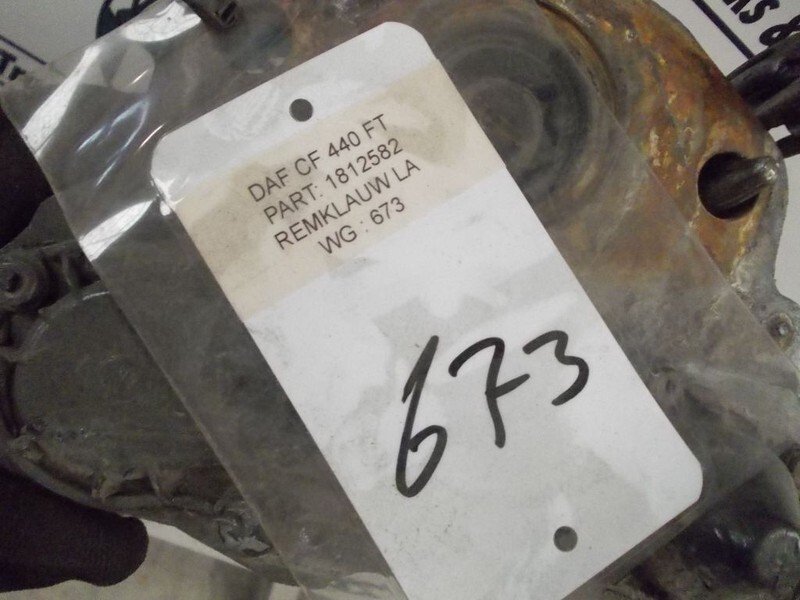 DAF CF 440 FT
PART: 1812582
REMKLAUW LA
WG : 673
673